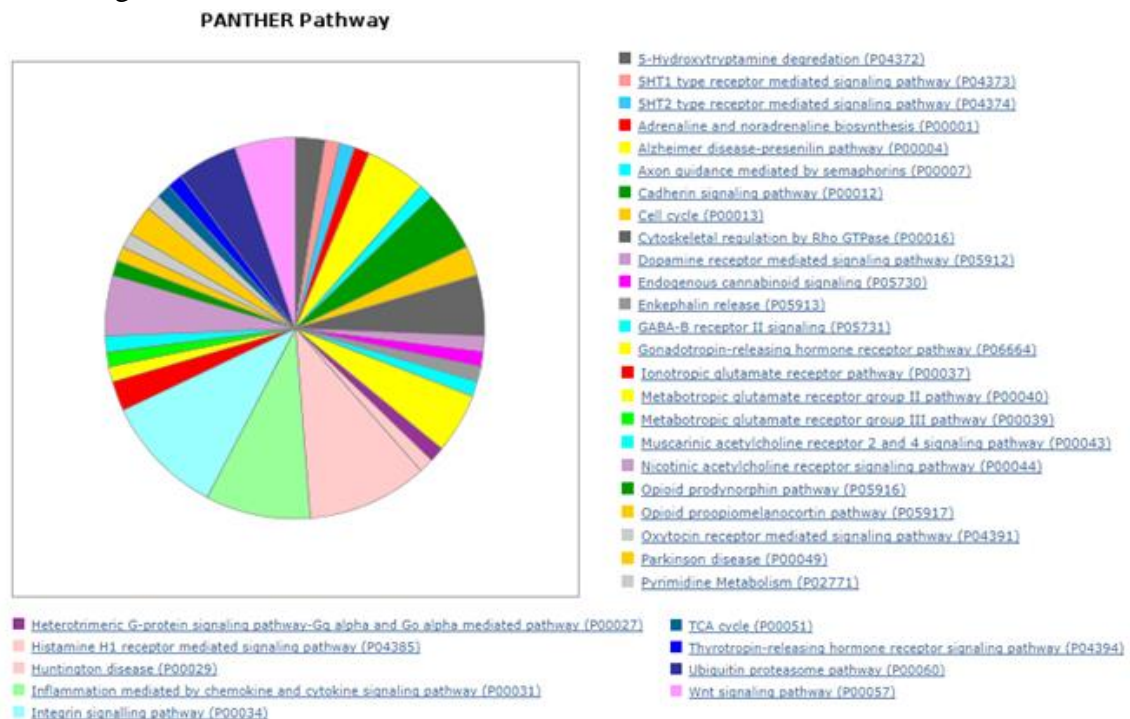 PANTHER Pathway
5-Hydroxytryptamine degredation (P04372)
5HT1 type receptor mediated signaling pathway (P04373)
5HT2 type receptor mediated signaling pathway (P04374)
Adrenaline and noradrenaline biosynthesis (P00001)
Alzheimer disease-presenilin pathway (P00004)
Axon guidance mediated by semaphorins (P00007)
Cadherin signaling pathway (P00012)
Cell cycle (P00013)
Cytoskeletal regulation by Rho GTPase (P00016)
Dopamine receptor mediated signaling pathway (P05912)
Endogenous cannabinoid signaling (P05730)
Enkephalin release (P05913)
GABA-B receptor II signaling (P05731)
Gonadotropin-releasing hormone receptor pathway (P06664)
Ionotropic glutamate receptor pathway (P00037)
Metabotropic glutamate receptor group II pathway (P00040)
Metabotropic glutamate receptor group III pathway (P00039)
Muscarinic acetylcholine receptor 2 and 4 signaling pathway (P00043)
Nicotinic acetylcholine receptor signaling pathway (P00044)
Opioid prodynorphin pathway (P05916)
Opioid proopiomelanocortin pathway (P05917)
Oxytocin receptor mediated signaling pathway (P04391)
Parkinson disease (P00049)
Pyrimidine Metabolism (P02771)
Heterotrimeric G-protein signaling pathway-Gq alpha and Go alpha mediated pathway (P00027)
Histamine H1 receptor mediated signaling pathway (P04385)
Huntington disease (P00029)
Inflammation mediated by chemokine and cytokine signaling pathway (P00031)
Integrin signalling pathway (P00034)
TCA cycle (P00051)
Thyrotropin-releasing hormone receptor signaling pathway (P04394)
Ubiquitin proteasome pathway (P00060)
Wnt signaling pathway (P00057)